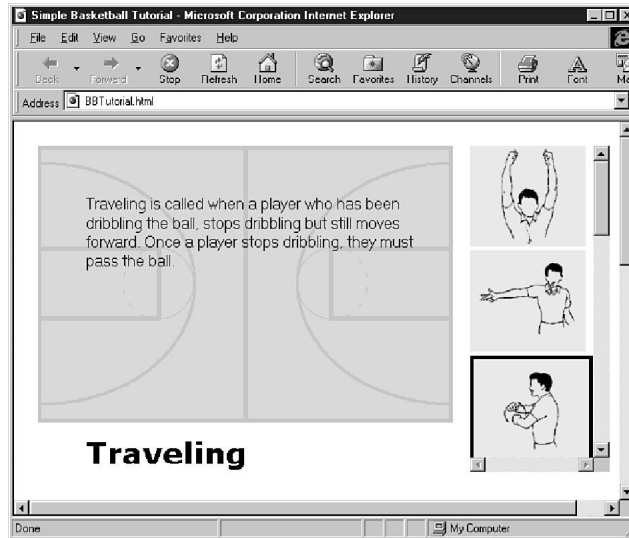 Simple Basketball Tutorial - Microsoft Corporation Internet Explorer
File Edit View Go Favorites Help
Back Forward Stop Refresh Home Search Favorites History Channels Print Font
Address BBTutorial.html
Traveling is called when a player who has been
dribbling the ball, stops dribbling but still moves
forward. Once a player stops dribbling, they must
pass the ball.
Traveling
Done My Computer